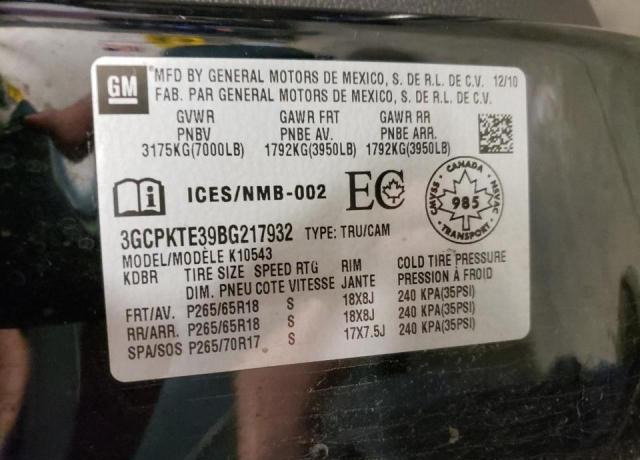 GM
MFD BY GENERAL MOTORS DE MEXICO, S. DE R.L. DE C.V. 12/10
FAB. PAR GENERAL MOTORS DE MEXICO, S. DE R.L. DE C.V.
GVWR GAWR FRT GAWR RR
PNBV PNBE AV. PNBE ARR.
3175KG(7000LB) 1792KG(3950LB) 1792KG(3950LB)
i ICES/NMB-002 EC
CANADA
CMVSS 985 NSVAC
TRANSPORT
3GCPKTE39BG217932 TYPE: TRU/CAM
MODEL/MODÈLE K10543
KDBR TIRE SIZE SPEED RTG RIM COLD TIRE PRESSURE
DIM. PNEU COTE VITESSE JANTE PRESSION À FROID
FRT/AV. P265/65R18 S 18X8J 240 KPA(35PSI)
RR/ARR. P265/65R18 S 18X8J 240 KPA(35PSI)
SPA/SOS P265/70R17 S 17X7.5J 240 KPA(35PSI)